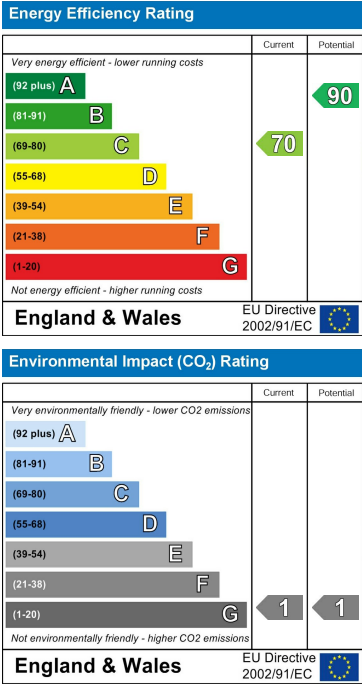 Energy Efficiency Rating
Current Potential
Very energy efficient - lower running costs
(92 plus) A
(81-91) B
(69-80) C
(55-68) D
(39-54) E
(21-38) F
(1-20) G
70
90
Not energy efficient - higher running costs
England & Wales
EU Directive
2002/91/EC
Environmental Impact (CO₂) Rating
Current Potential
Very environmentally friendly - lower CO2 emissions
(92 plus) A
(81-91) B
(69-80) C
(55-68) D
(39-54) E
(21-38) F
(1-20) G
1 1
Not environmentally friendly - higher CO2 emissions
England & Wales
EU Directive
2002/91/EC